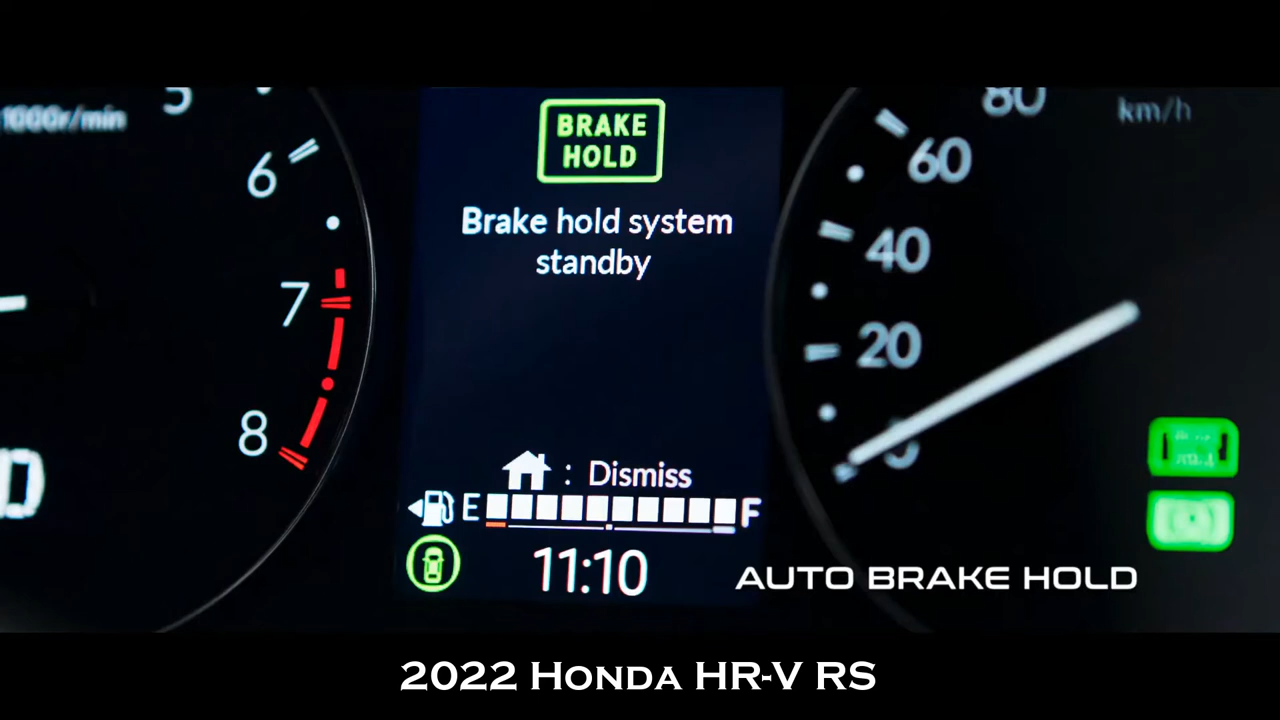 1000r/min
5
6
7
8
D
BRAKE
HOLD
Brake hold system
standby
: Dismiss
E F
11:10
80
km/h
60
40
20
0
AUTO BRAKE HOLD
2022 HONDA HR-V RS